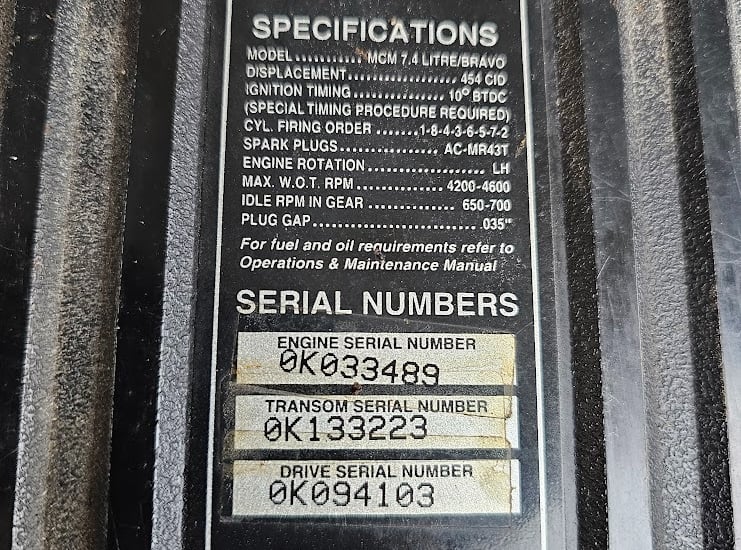 SPECIFICATIONS
MODEL............MCM 7.4 LITRE/BRAVO
DISPLACEMENT................454 CID
IGNITION TIMING..............10° BTDC
(SPECIAL TIMING PROCEDURE REQUIRED)
CYL. FIRING ORDER .......1-8-4-3-6-5-7-2
SPARK PLUGS................ AC-MR43T
ENGINE ROTATION.................... LH
MAX. W.O.T. RPM.............. 4200-4600
IDLE RPM IN GEAR ............. 650-700
PLUG GAP.......................... .035"
For fuel and oil requirements refer to
Operations & Maintenance Manual
SERIAL NUMBERS
ENGINE SERIAL NUMBER
0K033489
TRANSOM SERIAL NUMBER
0K133223
DRIVE SERIAL NUMBER
0K094103